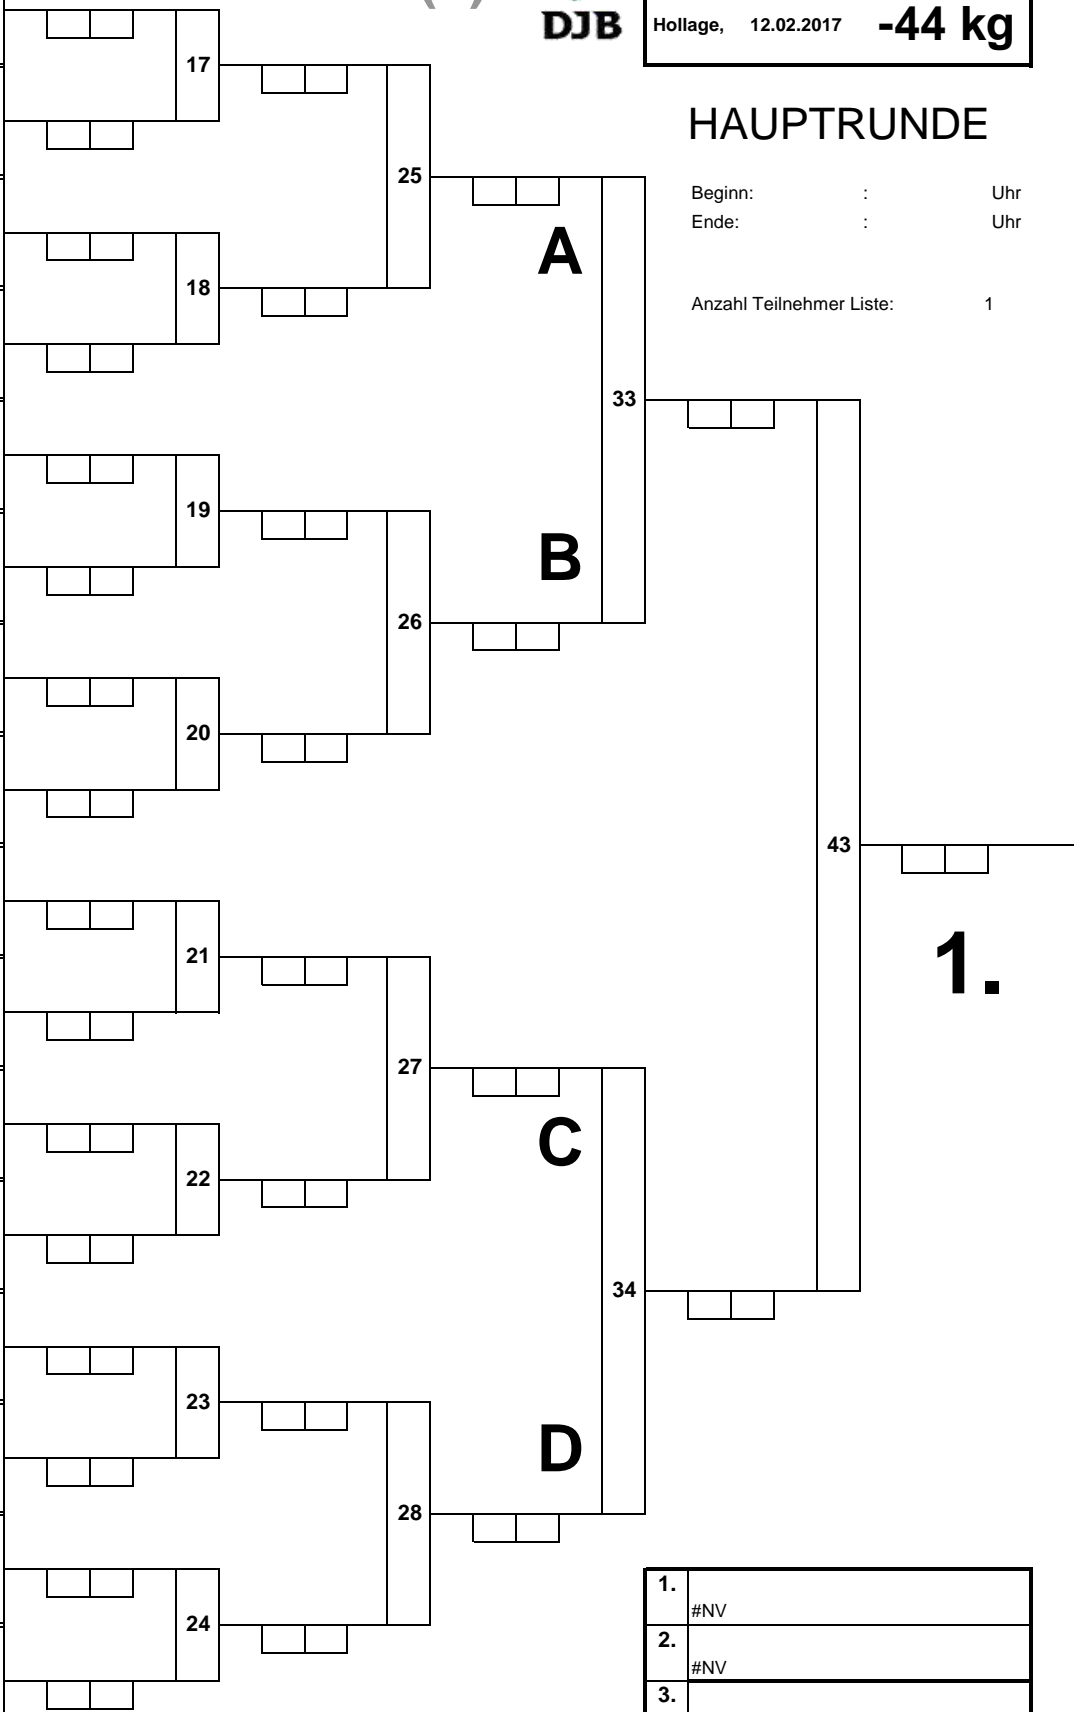 DJB
Hollage, 12.02.2017 -44 kg
17
HAUPTRUNDE
25
Beginn: : Uhr
Ende: : Uhr
A
18
Anzahl Teilnehmer Liste: 1
33
19
B
26
20
43
21
1.
27
C
22
34
23
D
28
24
1.
#NV
2.
#NV
3.